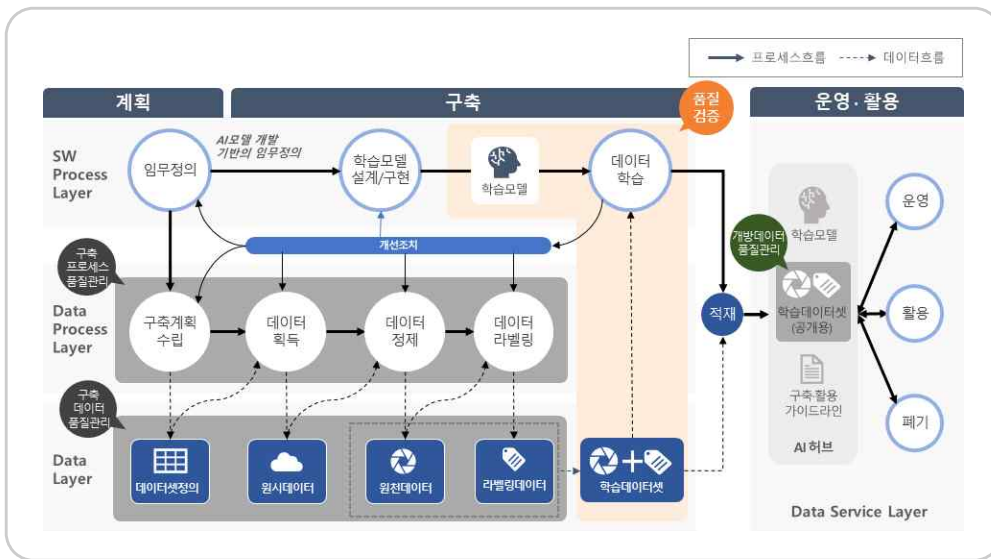 프로세스흐름
데이터흐름
계획
구축
운영·활용
품질
검증
SW
Process
Layer
임무정의
AI모델 개발
기반의 임무정의
학습모델
설계/구현
학습모델
데이터
학습
개선조치
구축
프로세스
품질관리
Data
Process
Layer
구축계획
수립
데이터
획득
데이터
정제
데이터
라벨링
적재
구축
데이터
품질관리
Data
Layer
데이터셋정의
원시데이터
원천데이터
라벨링데이터
학습데이터셋
개방데이터
품질관리
학습모델
학습데이터셋
(공개용)
구축·활용
가이드라인
AI 허브
운영
활용
폐기
Data Service Layer